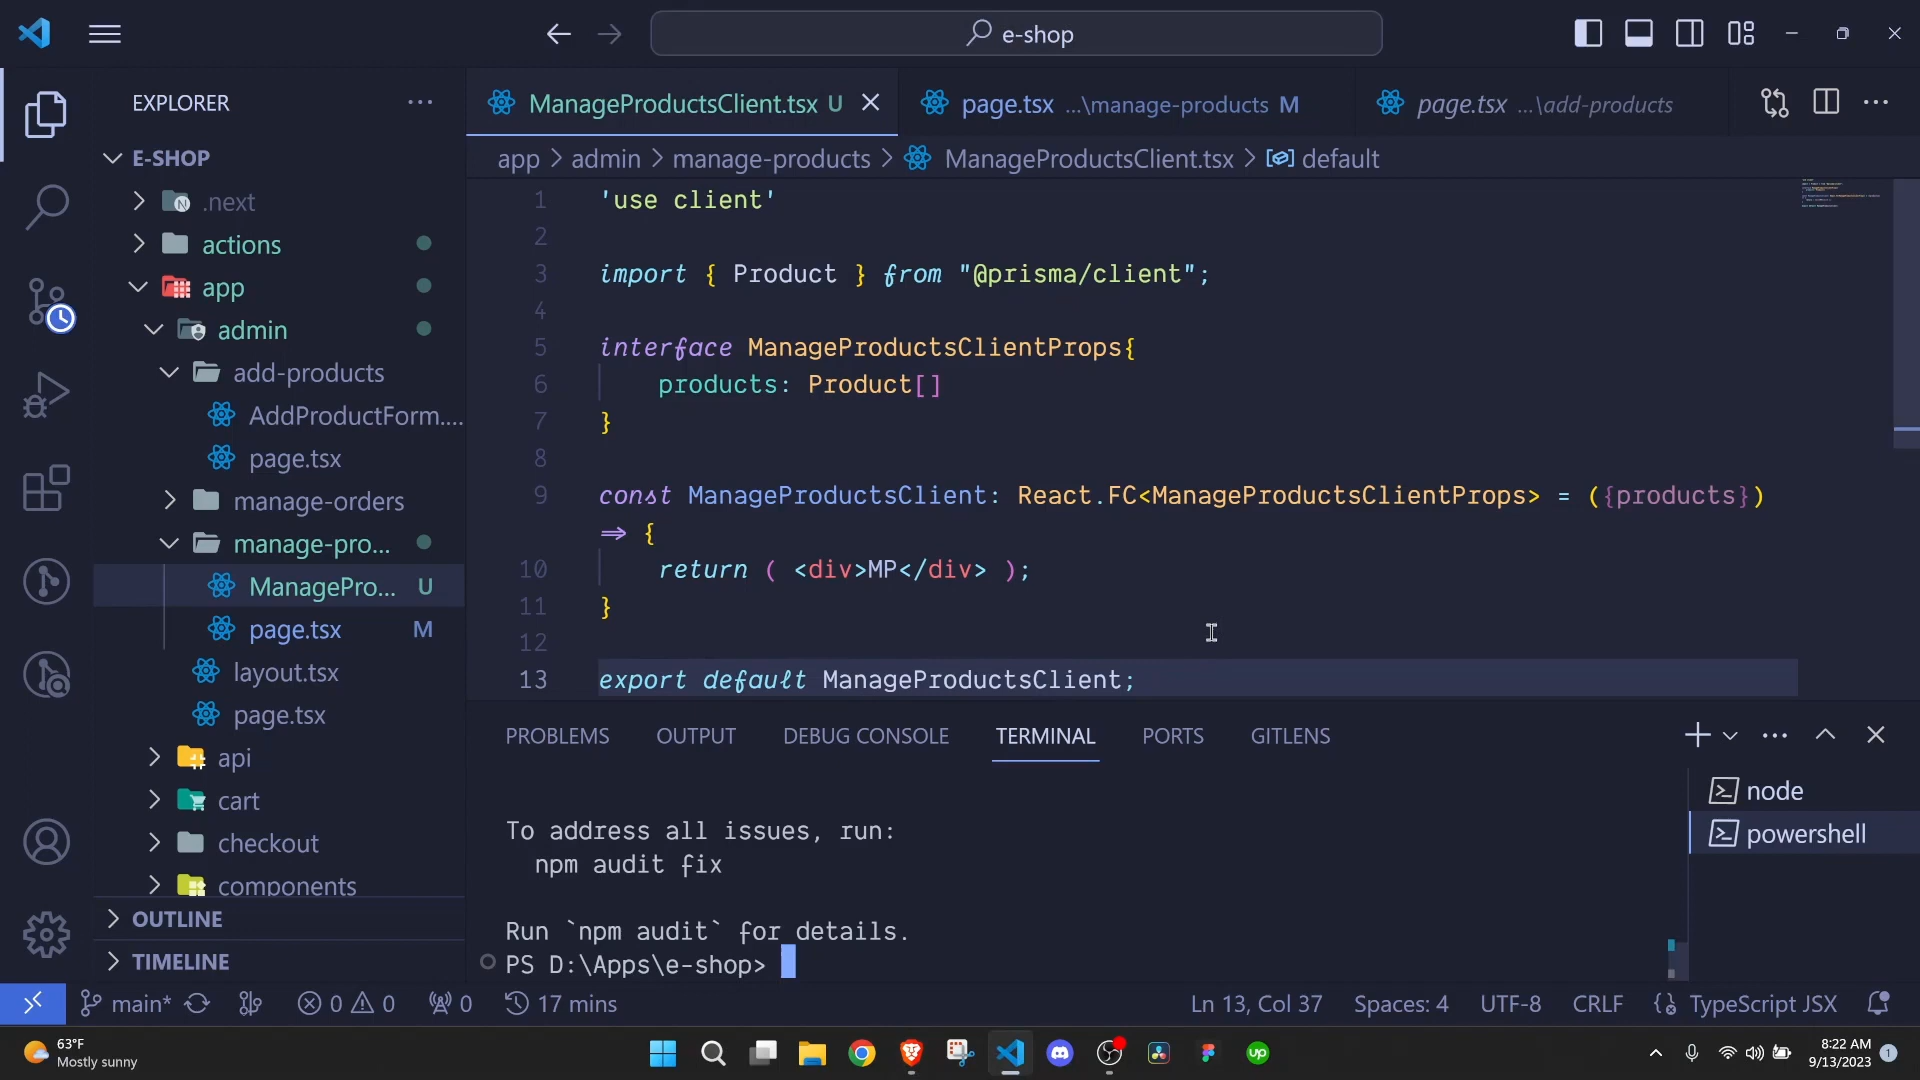 e-shop
EXPLORER
ManageProductsClient.tsx U
page.tsx ...\manage-products M
page.tsx ...\add-products
E-SHOP
app > admin > manage-products > ManageProductsClient.tsx > default
.next
actions
app
admin
add-products
AddProductForm....
page.tsx
manage-orders
manage-pro...
ManagePro... U
page.tsx M
layout.tsx
page.tsx
api
cart
checkout
components
OUTLINE
TIMELINE
1 'use client'
2
3 import { Product } from "@prisma/client";
4
5 interface ManageProductsClientProps{
6 products: Product[]
7 }
8
9 const ManageProductsClient: React.FC<ManageProductsClientProps> = ({products})
⇒ {
10 return ( <div>MP</div> );
11 }
12
13 export default ManageProductsClient;
PROBLEMS OUTPUT DEBUG CONSOLE TERMINAL PORTS GITLENS
To address all issues, run:
npm audit fix
Run `npm audit` for details.
PS D:\Apps\e-shop>
node
powershell
main* 0 0 0 17 mins Ln 13, Col 37 Spaces: 4 UTF-8 CRLF TypeScript JSX
63°F
Mostly sunny
up
8:22 AM
9/13/2023
1